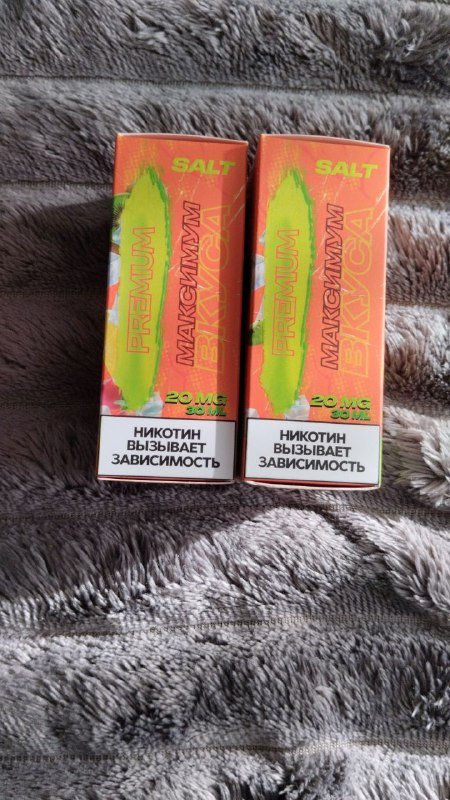 SALT
PREMIUM
МАКСИМУМ
ВКУСА
20 MG
30 ML
НИКОТИН
ВЫЗЫВАЕТ
ЗАВИСИМОСТЬ
SALT
PREMIUM
МАКСИМУМ
ВКУСА
20 MG
30 ML
НИКОТИН
ВЫЗЫВАЕТ
ЗАВИСИМОСТЬ